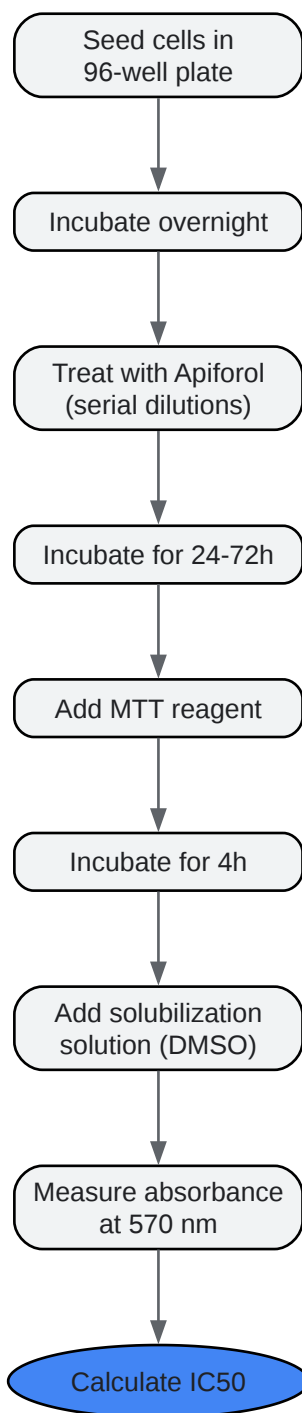 Seed cells in
96-well plate
Incubate overnight
Treat with Apiforol
(serial dilutions)
Incubate for 24-72h
Add MTT reagent
Incubate for 4h
Add solubilization
solution (DMSO)
Measure absorbance
at 570 nm
Calculate IC50